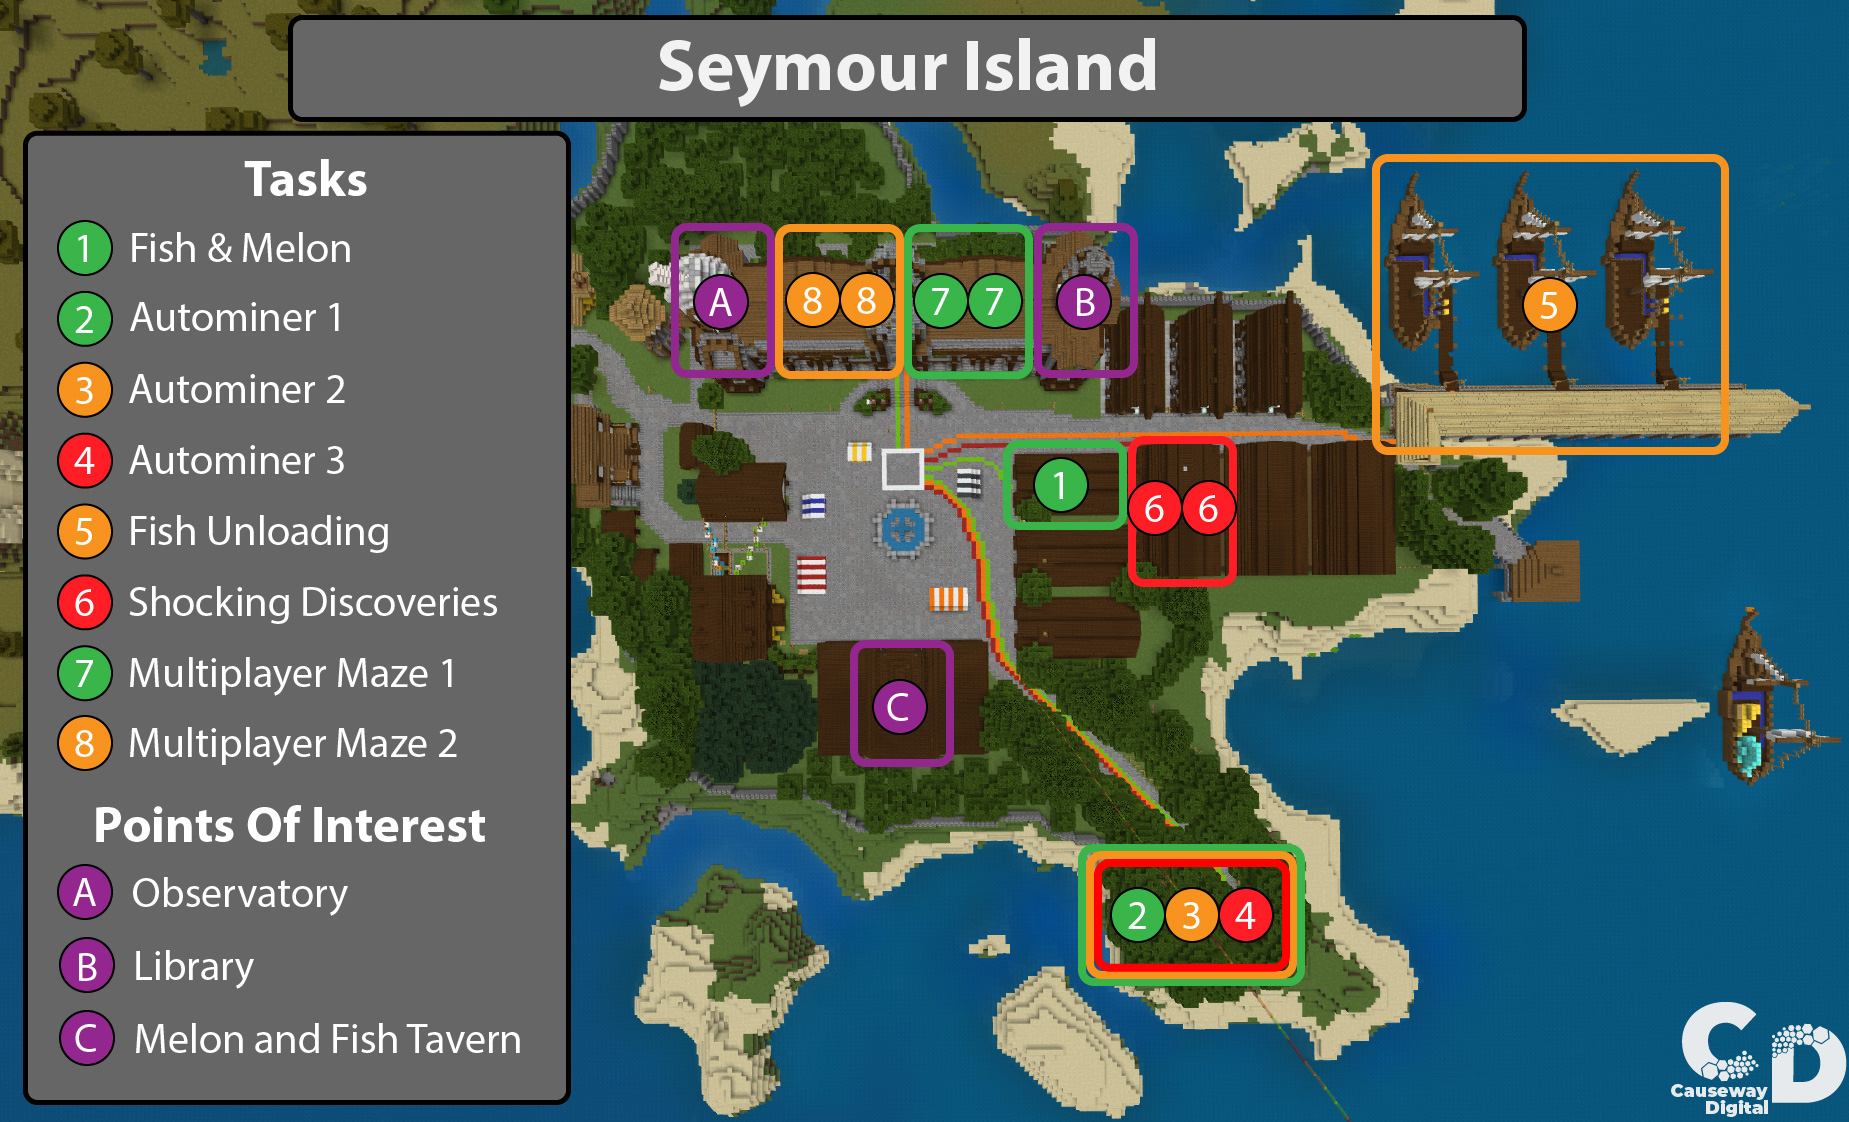 Seymour Island
Tasks
1 Fish & Melon
2 Autominer 1
3 Autominer 2
4 Autominer 3
5 Fish Unloading
6 Shocking Discoveries
7 Multiplayer Maze 1
8 Multiplayer Maze 2
Points Of Interest
A Observatory
B Library
C Melon and Fish Tavern
A
8 8
7 7
B
5
1
6 6
C
2 3 4
CD
Causeway
Digital